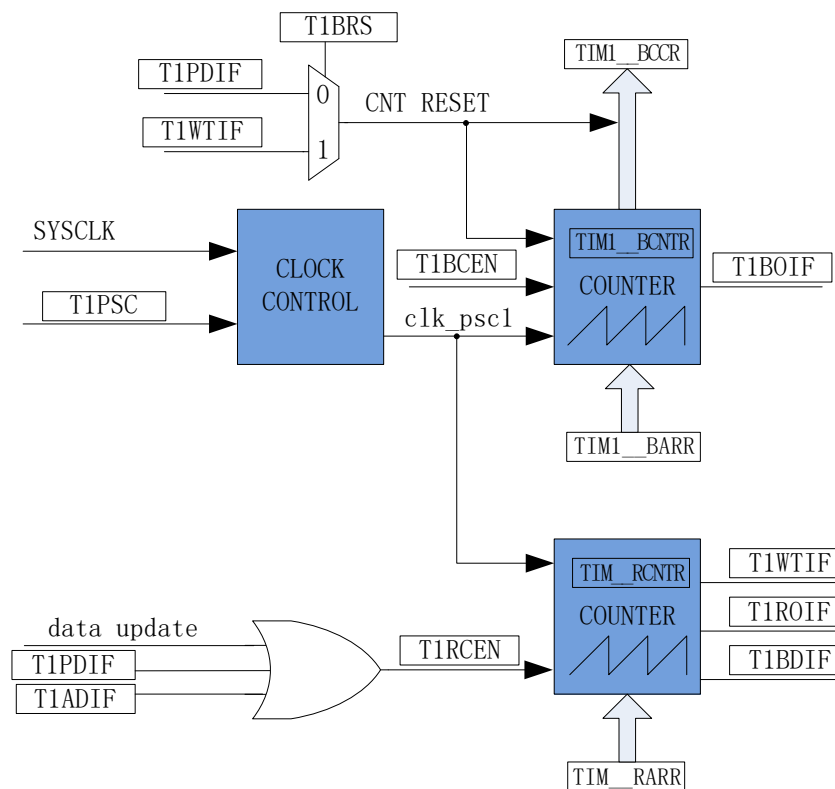 T1BRS
TIM1__BCCR
T1PDIF
0
CNT RESET
T1WTIF
1
SYSCLK
CLOCK
CONTROL
T1PSC
T1BCEN
clk_psc1
TIM1__BCNTR
COUNTER
T1BOIF
TIM1__BARR
TIM__RCNTR
COUNTER
T1WTIF
T1ROIF
T1BDIF
data update
T1PDIF
T1ADIF
T1RCEN
TIM__RARR